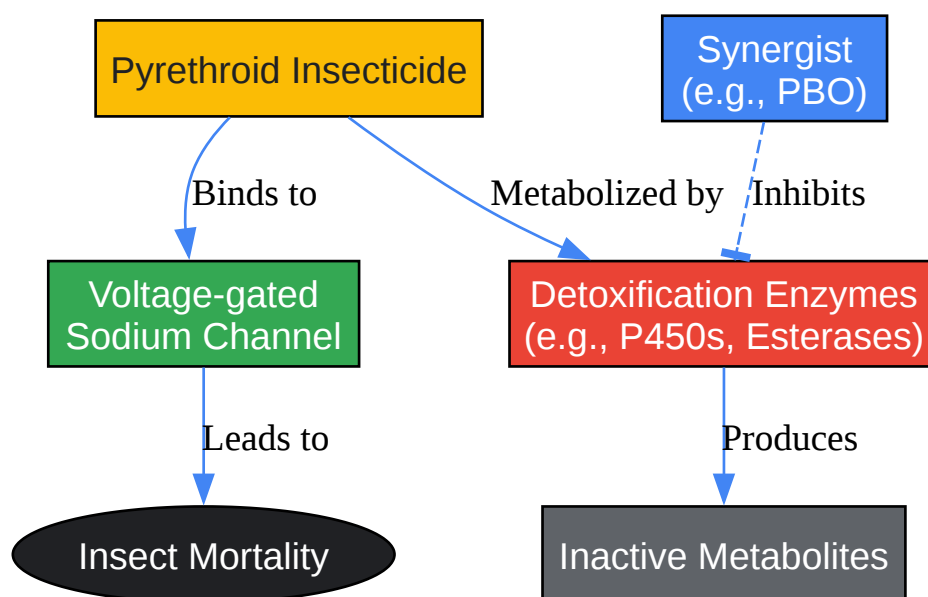 Pyrethroid Insecticide
Synergist
(e.g., PBO)
Binds to
Metabolized by
Inhibits
Voltage-gated
Sodium Channel
Detoxification Enzymes
(e.g., P450s, Esterases)
Leads to
Produces
Insect Mortality
Inactive Metabolites